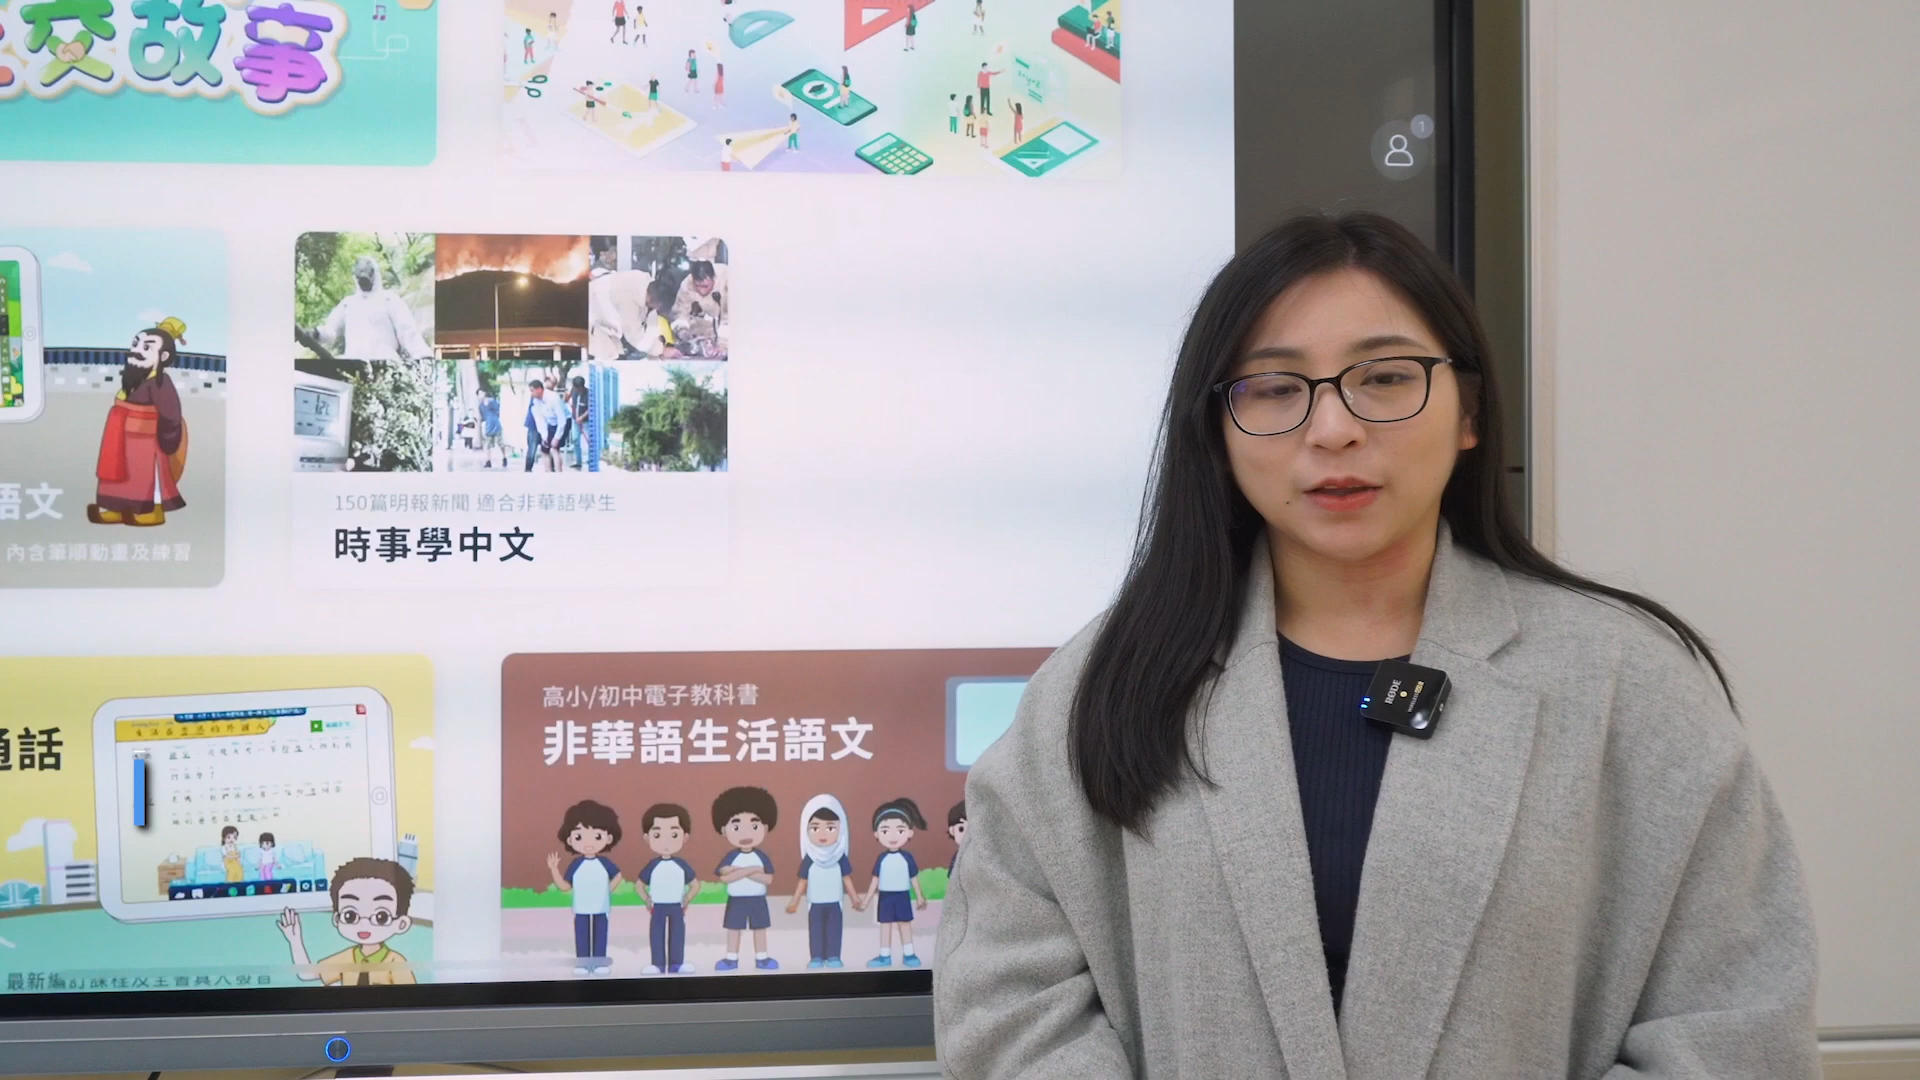 交故事
1
150篇明報新聞 適合非華語學生
時事學中文
語文
內含筆順動畫及練習
高小/初中電子教科書
非華語生活語文
通話
RODE